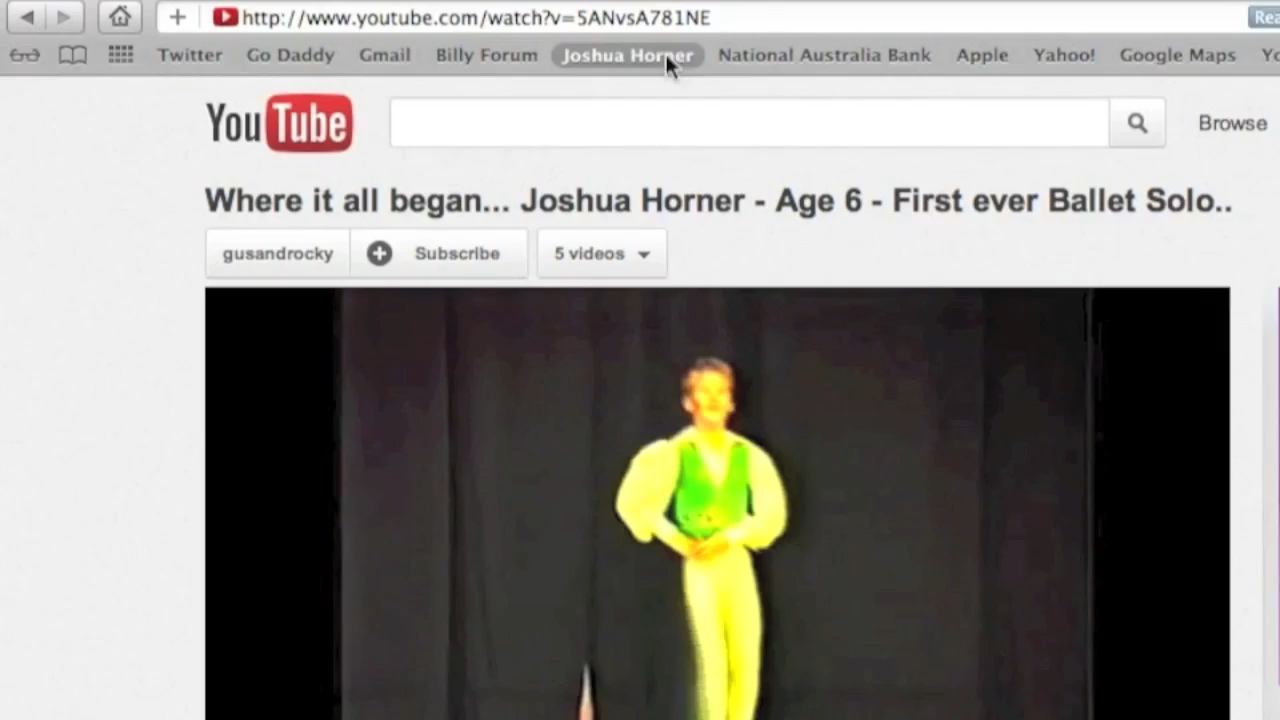 http://www.youtube.com/watch?v=5ANvsA781NE
Twitter Go Daddy Gmail Billy Forum Joshua Horner National Australia Bank Apple Yahoo! Google Maps
YouTube Browse
Where it all began... Joshua Horner - Age 6 - First ever Ballet Solo..
gusandrocky Subscribe 5 videos